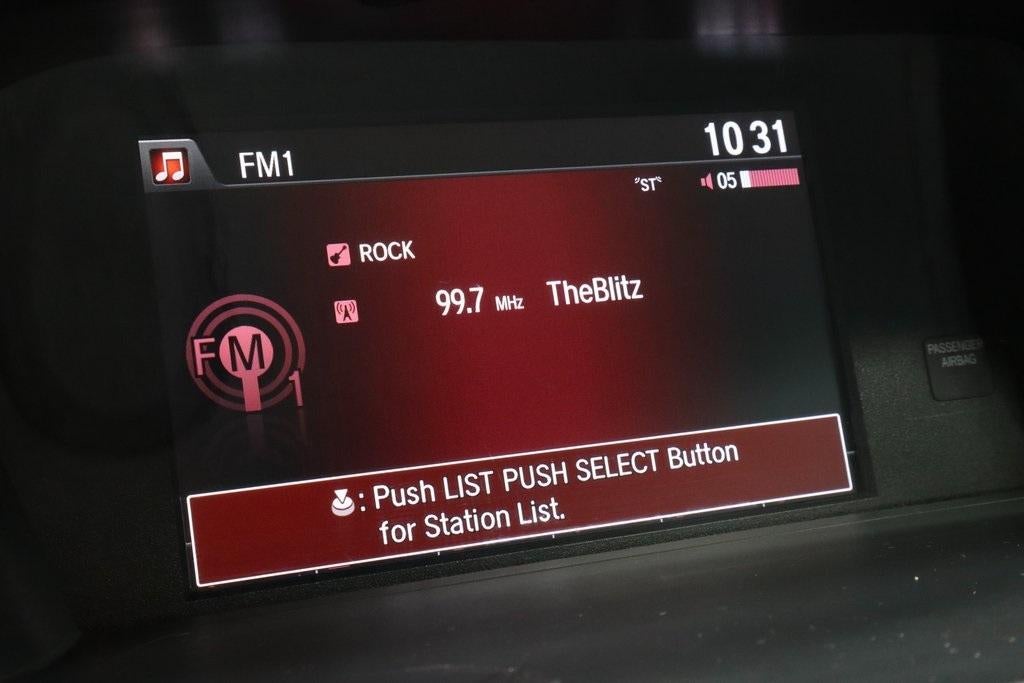 FM1
10 31
"ST"
05
ROCK
99.7 MHz TheBlitz
FM
1
: Push LIST PUSH SELECT Button
for Station List.
PASSENGER
AIRBAG